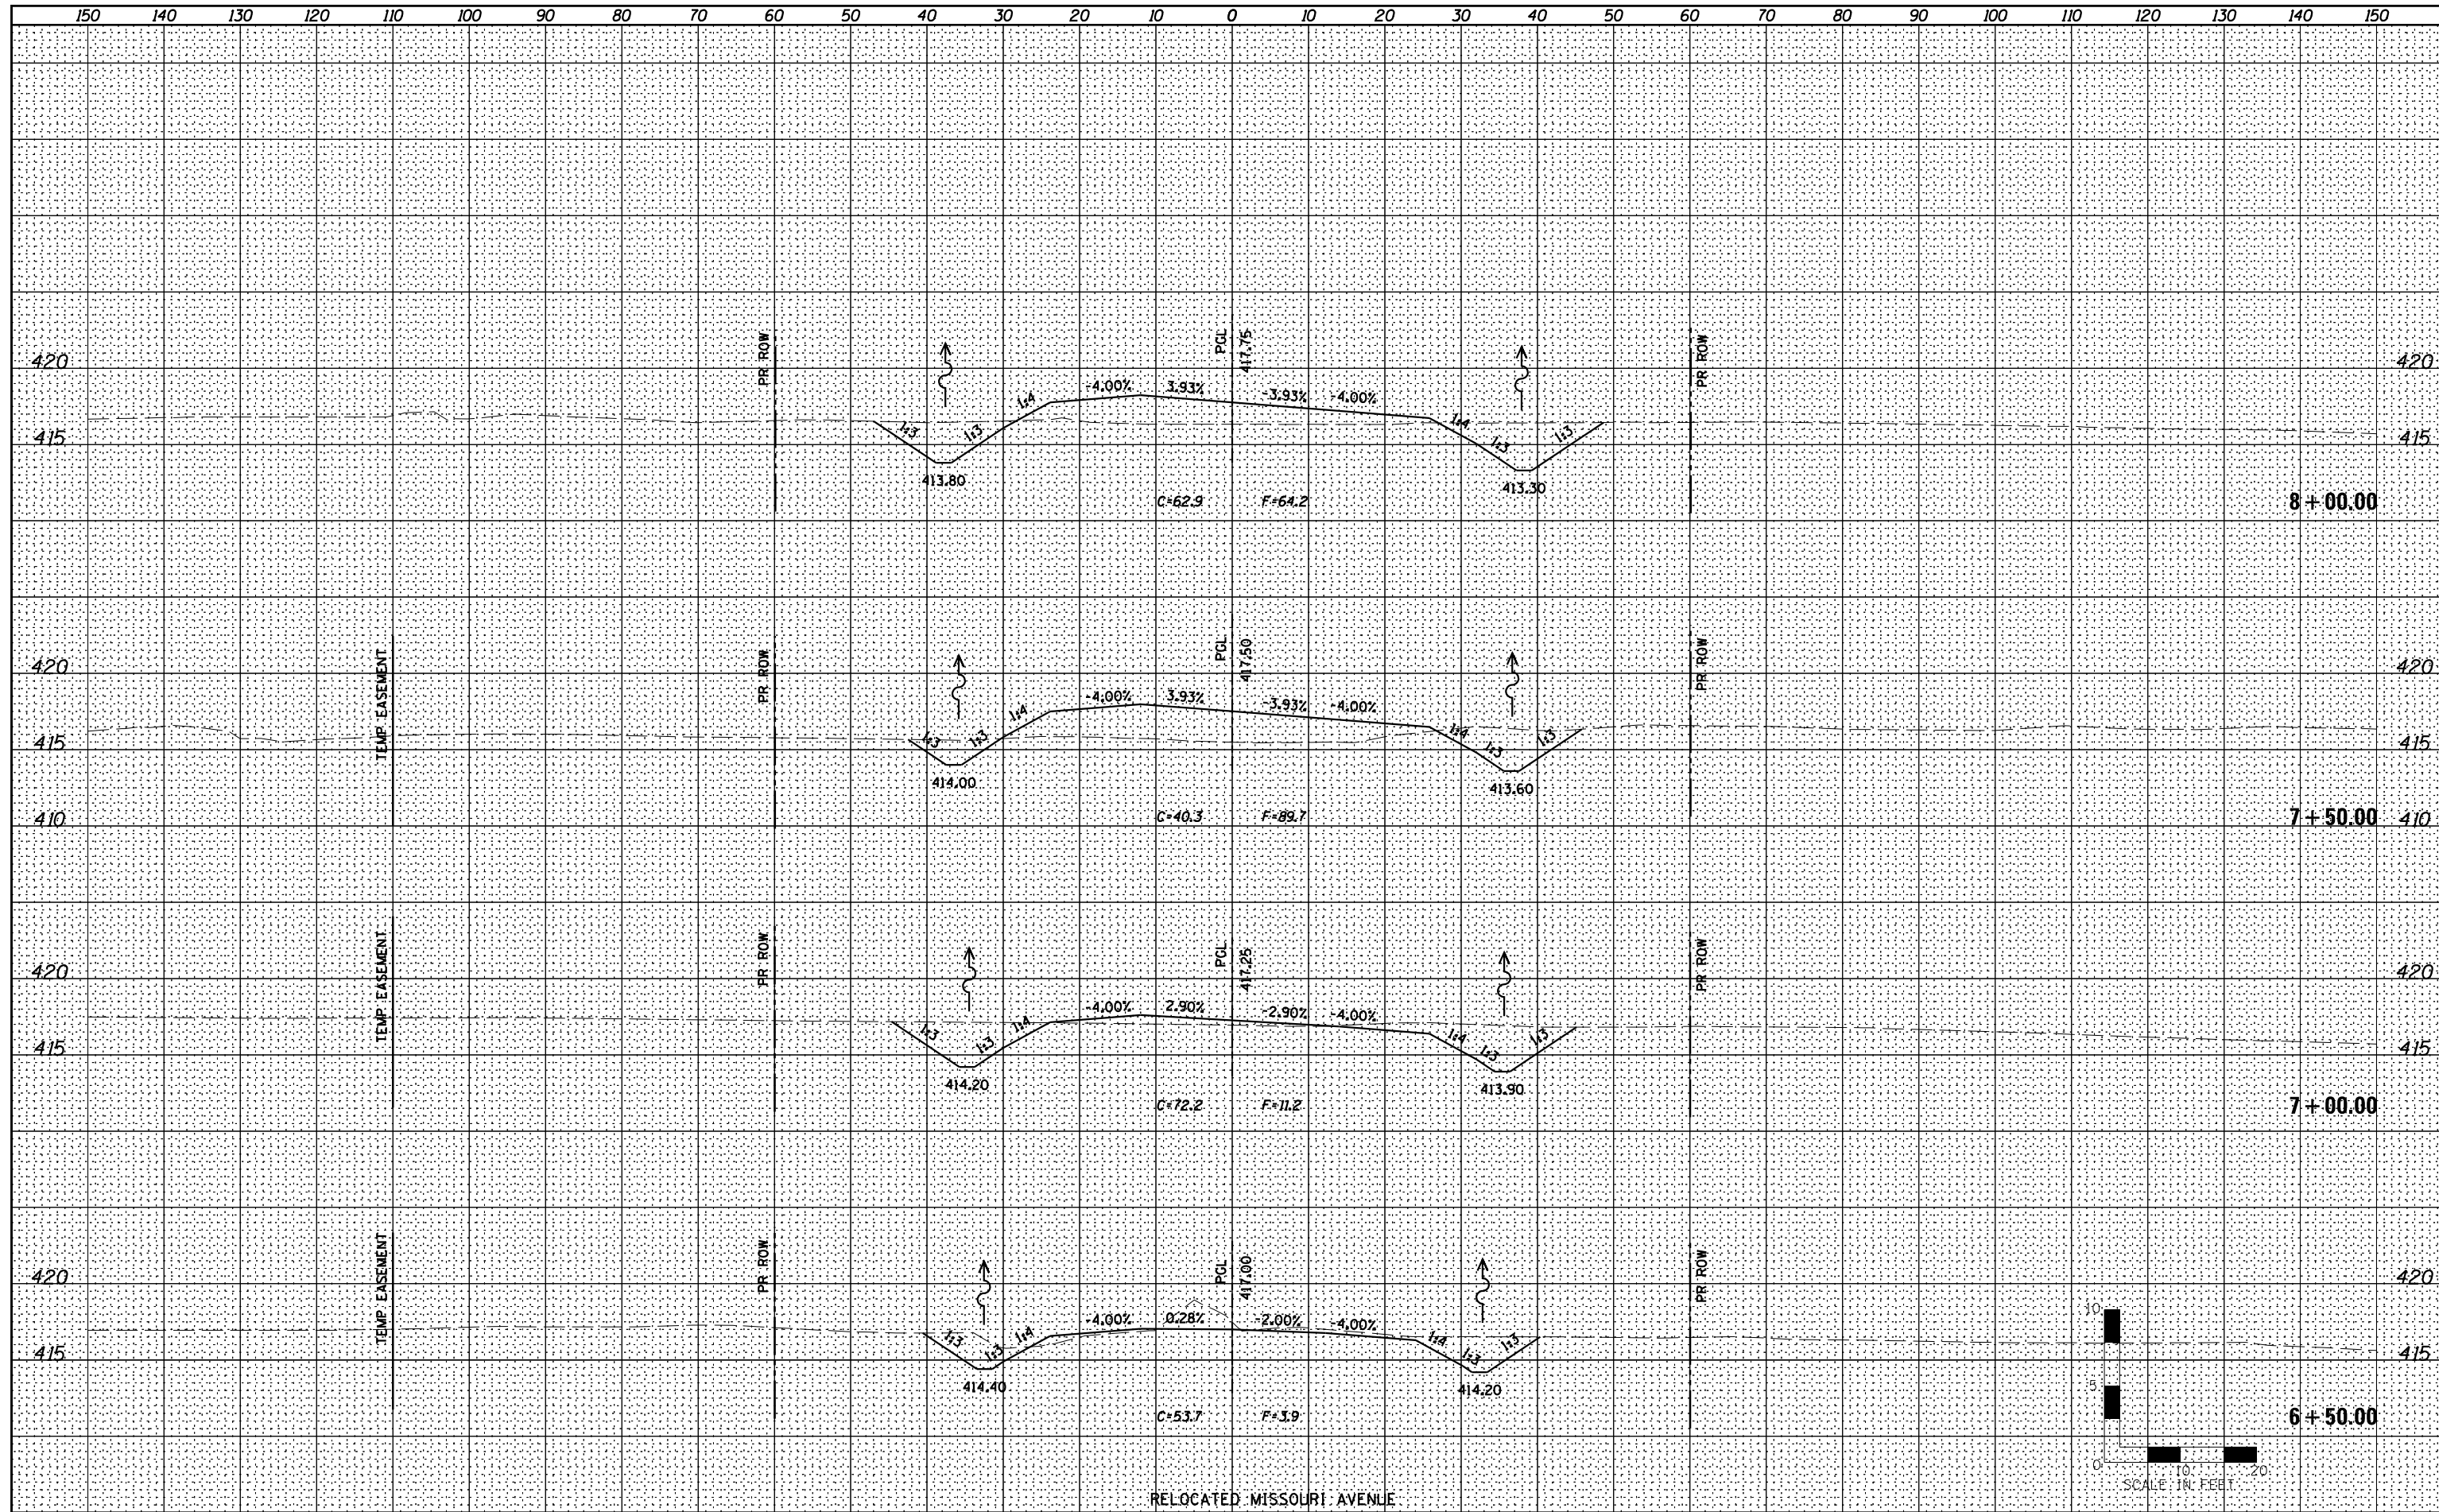 150 140 130 120 110 100 90 80 70 60 50 40 30 20 10 0 10 20 30 40 50 60 70 80 90 100 110 120 130 140 150
PR ROW PGL 417.75 PR ROW
420 420
-4.00% 3.93% -3.93% -4.00%
1:3 1:3 1:4 1:4 1:3 1:3
415 415
413.80 413.30
C=62.9 F=64.2 8+00.00
TEMP EASEMENT PR ROW PGL 417.50 PR ROW
420 420
-4.00% 3.93% -3.93% -4.00%
1:3 1:3 1:4 1:4 1:3 1:3
415 415
414.00 413.60
410 C=40.3 F=89.7 7+50.00 410
TEMP EASEMENT PR ROW PGL 417.25 PR ROW
420 420
-4.00% 2.90% -2.90% -4.00%
1:3 1:3 1:4 1:4 1:3 1:3
415 415
414.20 413.90
C=72.2 F=11.2 7+00.00
TEMP EASEMENT PR ROW PGL 417.00 PR ROW
420 420
-4.00% 0.28% -2.00% -4.00%
1:3 1:3 1:4 1:4 1:3 1:3
415 415
414.40 414.20
C=53.7 F=3.9 6+50.00
10
5
0 10 20
SCALE IN FEET
RELOCATED MISSOURI AVENUE